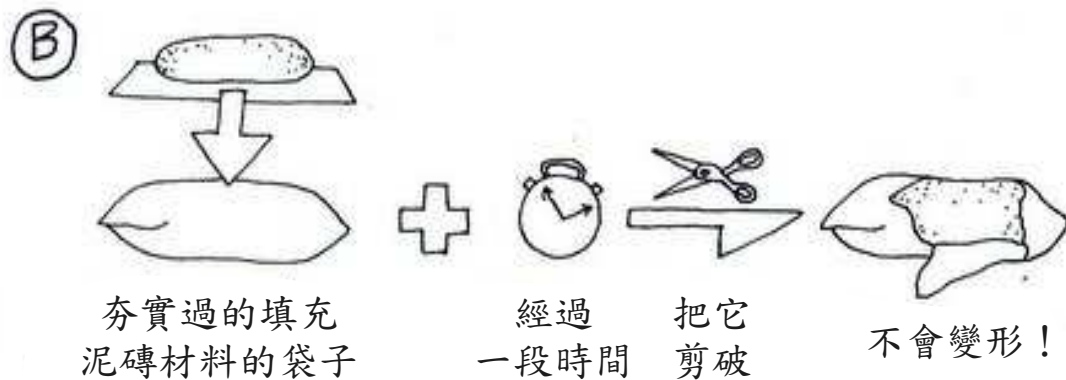 B
夯實過的填充
泥磚材料的袋子
經過
一段時間
把它
剪破
不會變形！